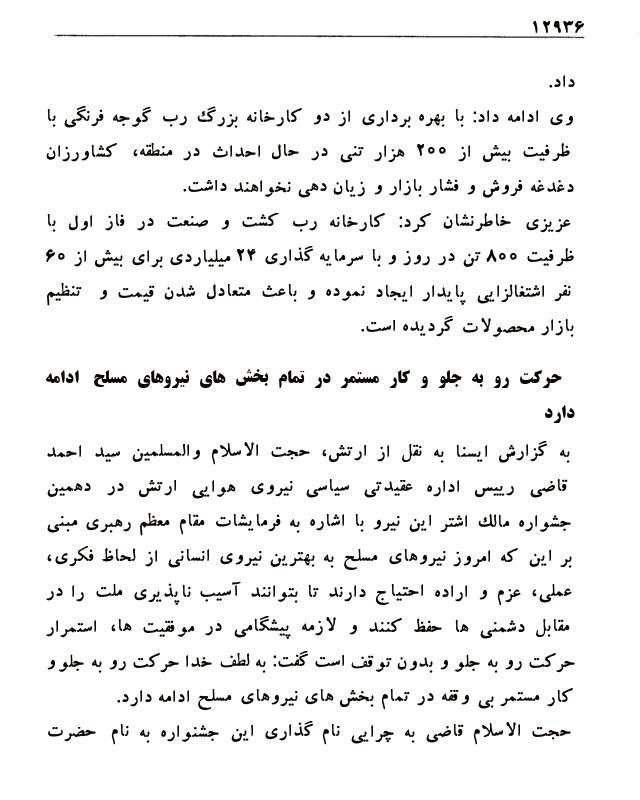 ۱۲۹۳۶
داد.
وی ادامه داد: با بهره برداری از دو کارخانه بزرگ رب گوجه فرنگی با
ظرفیت بیش از ۲۰۰ هزار تنی در حال احداث در منطقه، کشاورزان
دغدغه فروش و فشار بازار و زیان دهی نخواهند داشت.
عزیزی خاطرنشان کرد: کارخانه رب کشت و صنعت در فاز اول با
ظرفیت ۸۰۰ تن در روز و با سرمایه گذاری ۲۴ میلیاردی برای بیش از ۶۰
نفر اشتغالزایی پایدار ایجاد نموده و باعث متعادل شدن قیمت و تنظیم
بازار محصولات گردیده است.
حرکت رو به جلو و کار مستمر در تمام بخش های نیروهای مسلح ادامه
دارد
به گزارش ایسنا به نقل از ارتش، حجت الاسلام والمسلمین سید احمد
قاضی رییس اداره عقیدتی سیاسی نیروی هوایی ارتش در دهمین
جشواره مالك اشتر این نیرو با اشاره به فرمایشات مقام معظم رهبری مبنی
بر این که امروز نیروهای مسلح به بهترین نیروی انسانی از لحاظ فکری،
عملی، عزم و اراده احتیاج دارند تا بتوانند آسیب ناپذیری ملت را در
مقابل دشمنی ها حفظ کنند و لازمه پیشگامی در موفقیت ها، استمرار
حرکت رو به جلو و بدون توقف است گفت: به لطف خدا حرکت رو به جلو و
کار مستمر بی وقفه در تمام بخش های نیروهای مسلح ادامه دارد.
حجت الاسلام قاضی به چرایی نام گذاری این جشنواره به نام حضرت